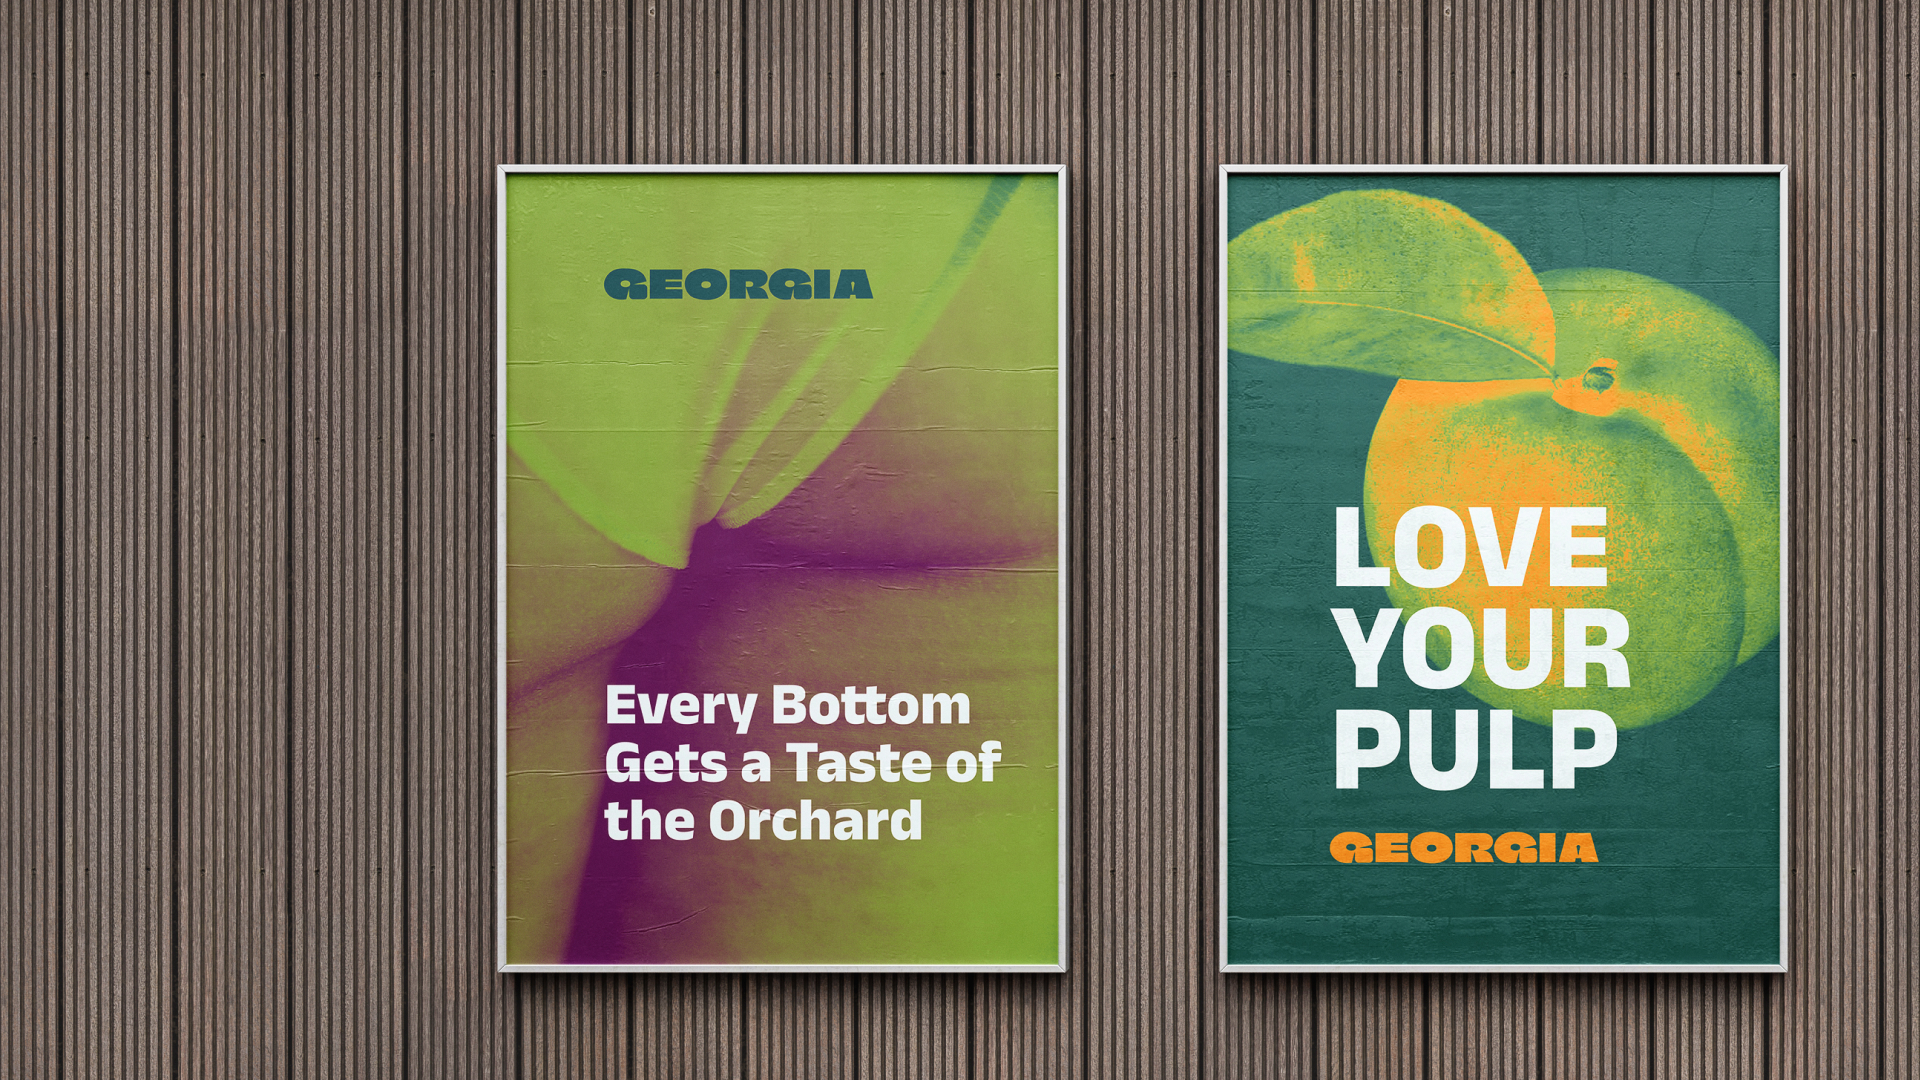 GEORGIA
Every Bottom
Gets a Taste of
the Orchard
LOVE
YOUR
PULP
GEORGIA